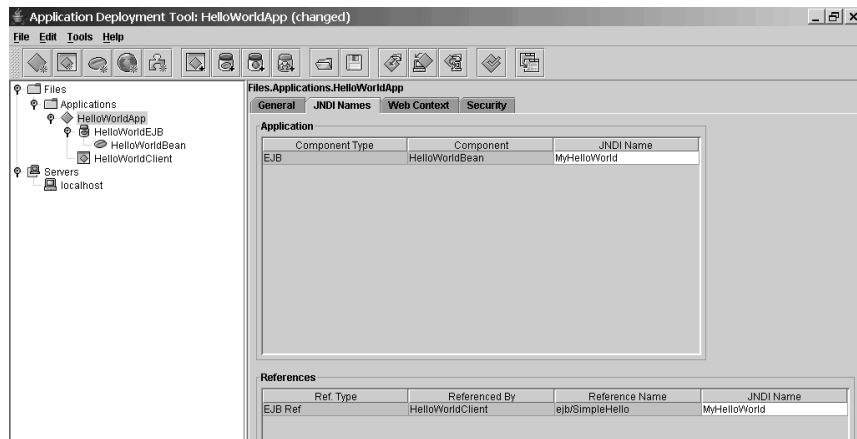 Application Deployment Tool: HelloWorldApp (changed)
File Edit Tools Help
Files
Applications
HelloWorldApp
HelloWorldEJB
HelloWorldBean
HelloWorldClient
Servers
localhost
Files.Applications.HelloWorldApp
General JNDI Names Web Context Security
Application
Component Type Component JNDI Name
EJB HelloWorldBean MyHelloWorld
References
Ref. Type Referenced By Reference Name JNDI Name
EJB Ref HelloWorldClient ejb/SimpleHello MyHelloWorld